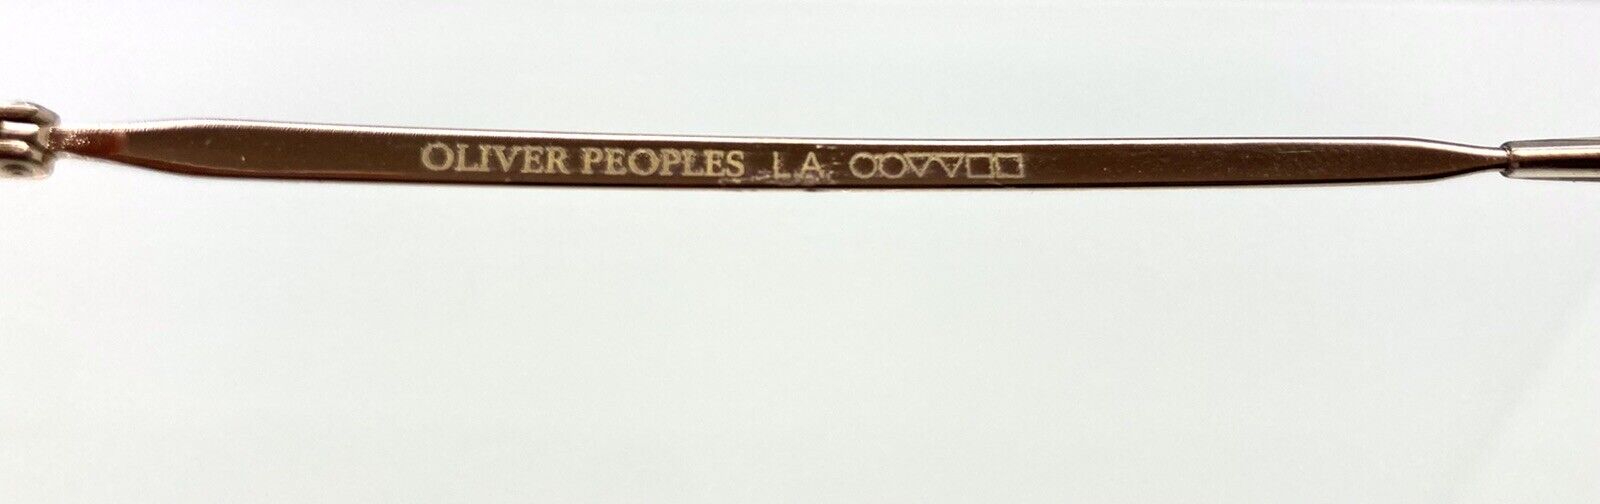 OLIVER PEOPLES L A ○○▽△□□